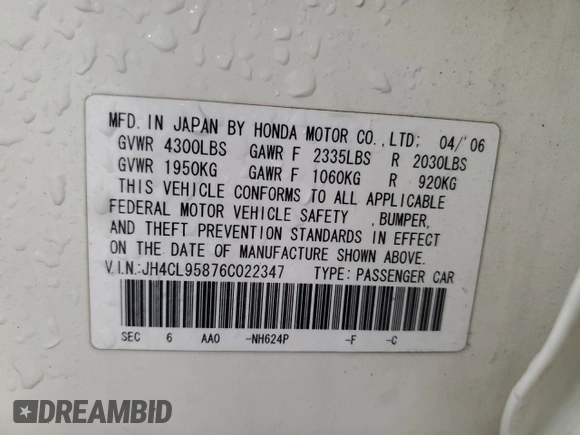 MFD. IN JAPAN BY HONDA MOTOR CO.,LTD; 04/'06
GVWR 4300LBS GAWR F 2335LBS R 2030LBS
GVWR 1950KG GAWR F 1060KG R 920KG
THIS VEHICLE CONFORMS TO ALL APPLICABLE
FEDERAL MOTOR VEHICLE SAFETY ,BUMPER,
AND THEFT PREVENTION STANDARDS IN EFFECT
ON THE DATE OF MANUFACTURE SHOWN ABOVE.
V.I.N.:JH4CL95876C022347 TYPE: PASSENGER CAR
SEC 6 AA0 -NH624P -F -C
DREAMBID